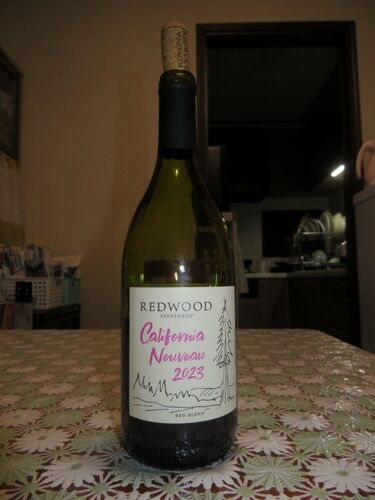 REDWOOD
VINEYARDS
California
Nouveau
2023
RED BLEND